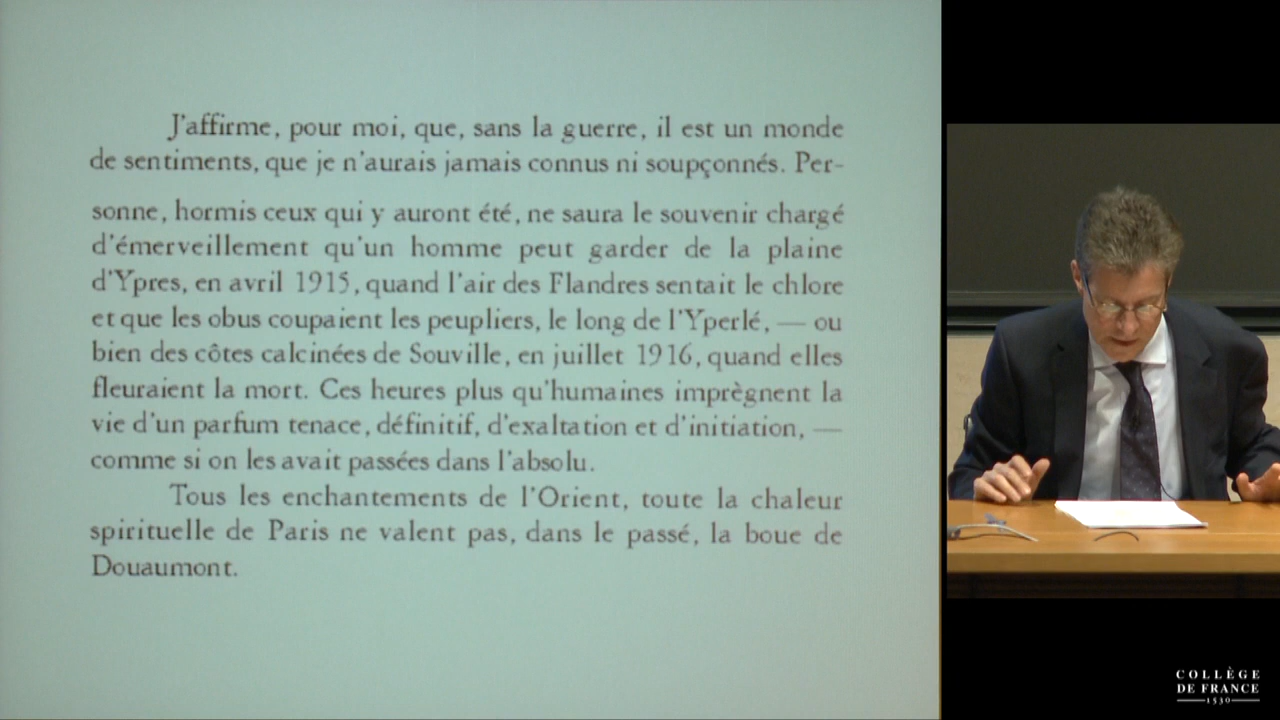 J'affirme, pour moi, que, sans la guerre, il est un monde
de sentiments, que je n'aurais jamais connus ni soupçonnés. Per-
sonne, hormis ceux qui y auront été, ne saura le souvenir chargé
d'émerveillement qu'un homme peut garder de la plaine
d'Ypres, en avril 1915, quand l'air des Flandres sentait le chlore
et que les obus coupaient les peupliers, le long de l'Yperlé, — ou
bien des côtes calcinées de Souville, en juillet 1916, quand elles
fleuraient la mort. Ces heures plus qu'humaines imprègnent la
vie d'un parfum tenace, définitif, d'exaltation et d'initiation, —
comme si on les avait passées dans l'absolu.
Tous les enchantements de l'Orient, toute la chaleur
spirituelle de Paris ne valent pas, dans le passé, la boue de
Douaumont.
COLLÈGE
DE FRANCE
1530